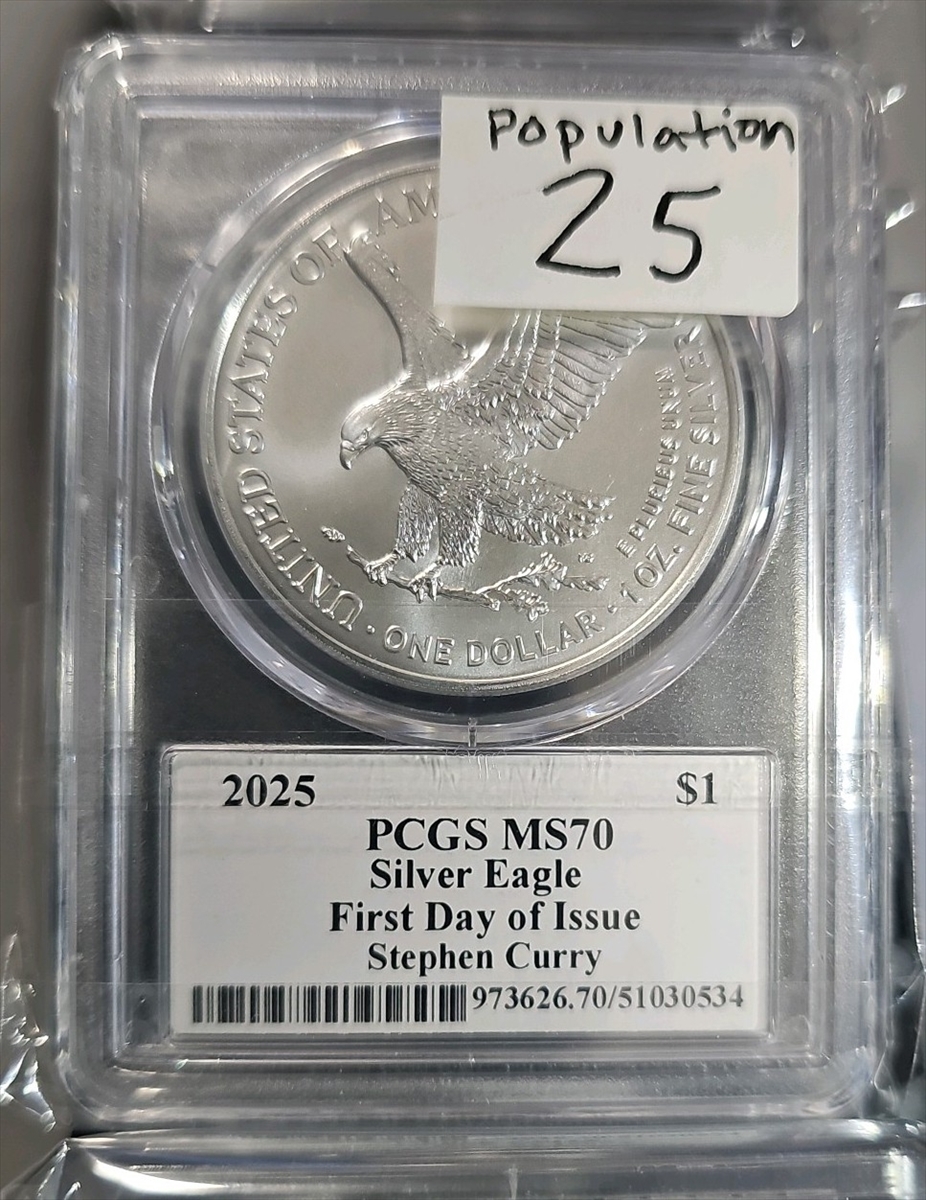 Population
25
UNITED STATES OF AM
E PLURIBUS UNUM
1 OZ. FINE SILVER
· ONE DOLLAR ·
2025 $1
PCGS MS70
Silver Eagle
First Day of Issue
Stephen Curry
973626.70/51030534